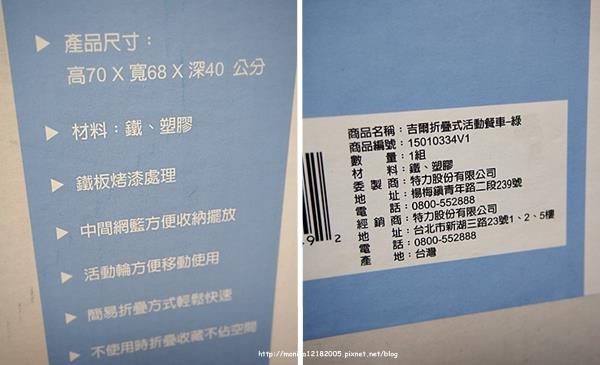 ▶ 產品尺寸：
高70 X 寬68 X 深40 公分
▶ 材料：鐵、塑膠
▶ 鐵板烤漆處理
▶ 中間網籃方便收納擺放
▶ 活動輪方便移動使用
▶ 簡易折疊方式輕鬆快速
▶ 不使用時折疊收藏不佔空間
商品名稱：吉爾折疊式活動餐車-綠
商品編號：15010334V1
數量：1組
材料：鐵、塑膠
委製商：特力股份有限公司
地址：楊梅鎮青年路二段239號
電話：0800-552888
經銷商：特力股份有限公司
地址：台北市新湖三路23號1、2、5樓
電話：0800-552888
產地：台灣
9 2
http://monika12182005.pixnet.net/blog